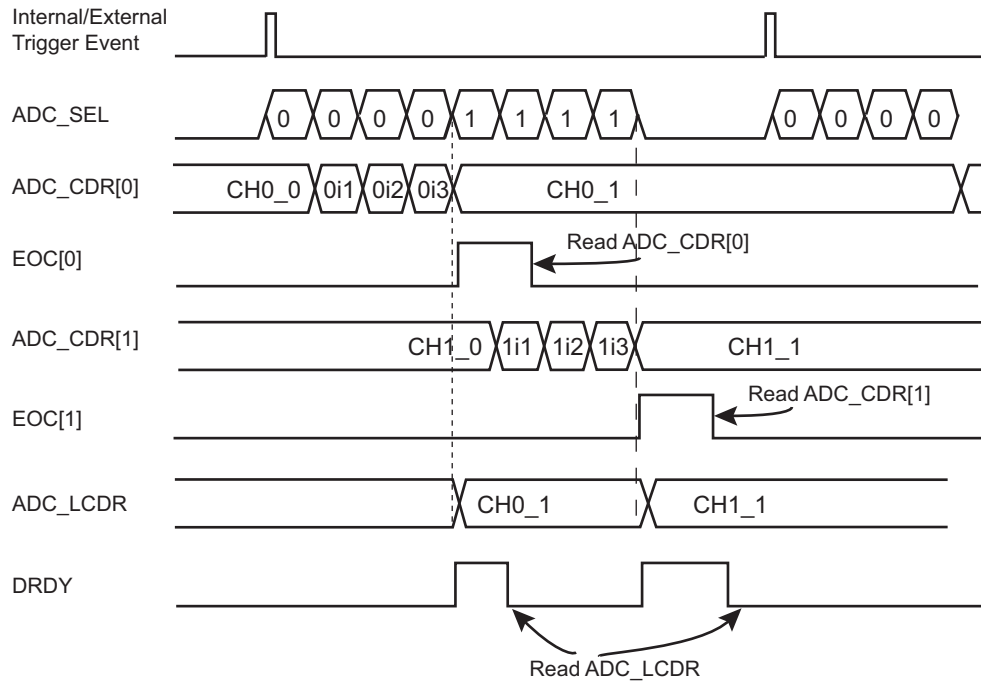 Internal/External
Trigger Event
ADC_SEL 0 0 0 0 1 1 1 1 0 0 0 0
ADC_CDR[0] CH0_0 0i1 0i2 0i3 CH0_1
EOC[0] Read ADC_CDR[0]
ADC_CDR[1] CH1_0 1i1 1i2 1i3 CH1_1
EOC[1] Read ADC_CDR[1]
ADC_LCDR CH0_1 CH1_1
DRDY
Read ADC_LCDR